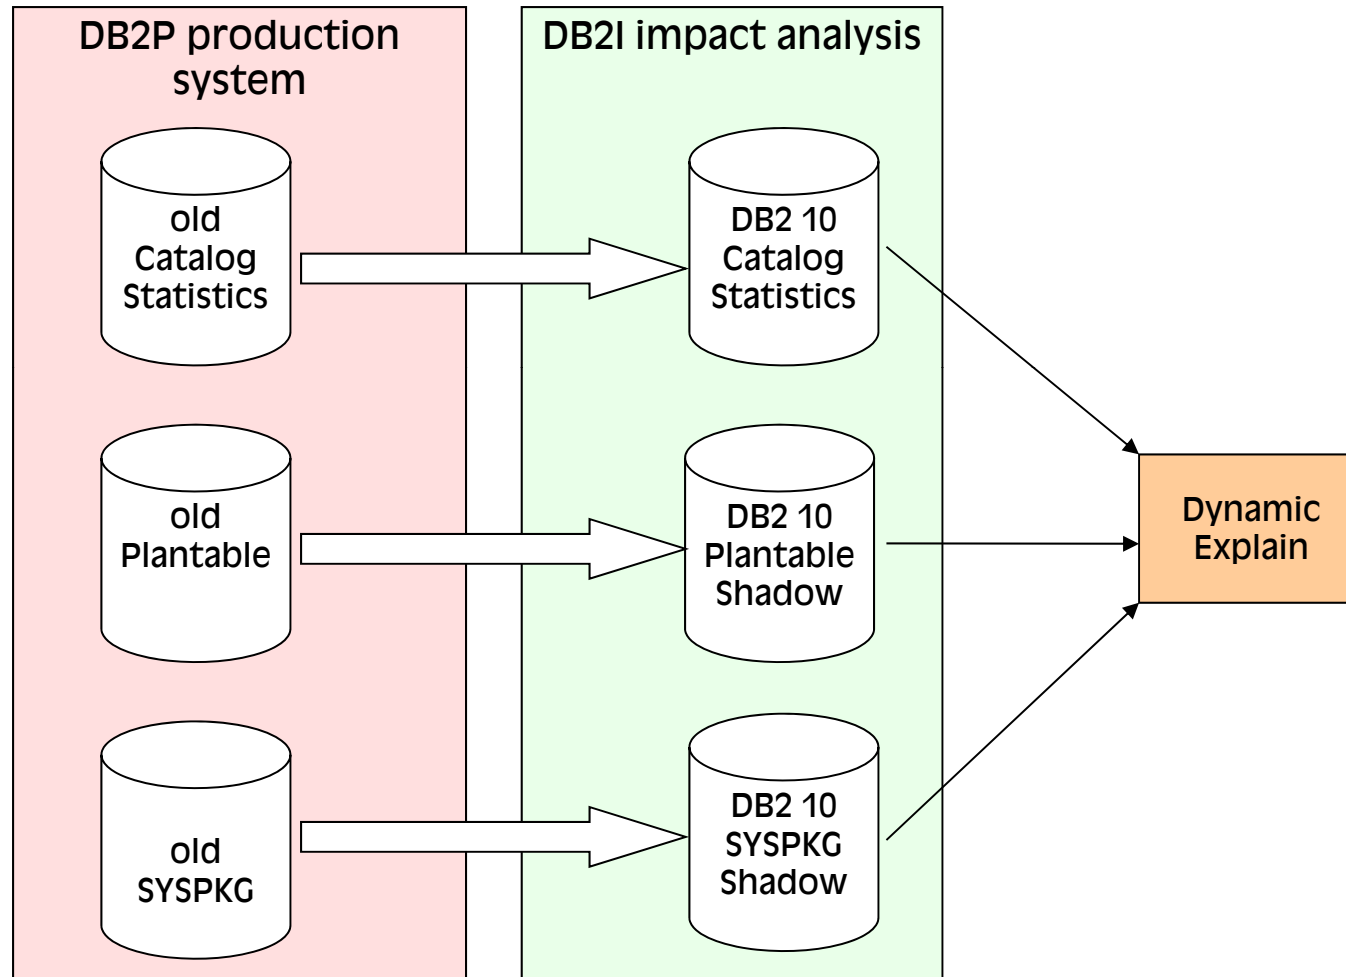 DB2P production
system
DB2I impact analysis
old
Catalog
Statistics
DB2 10
Catalog
Statistics
old
Plantable
DB2 10
Plantable
Shadow
Dynamic
Explain
old
SYSPKG
DB2 10
SYSPKG
Shadow